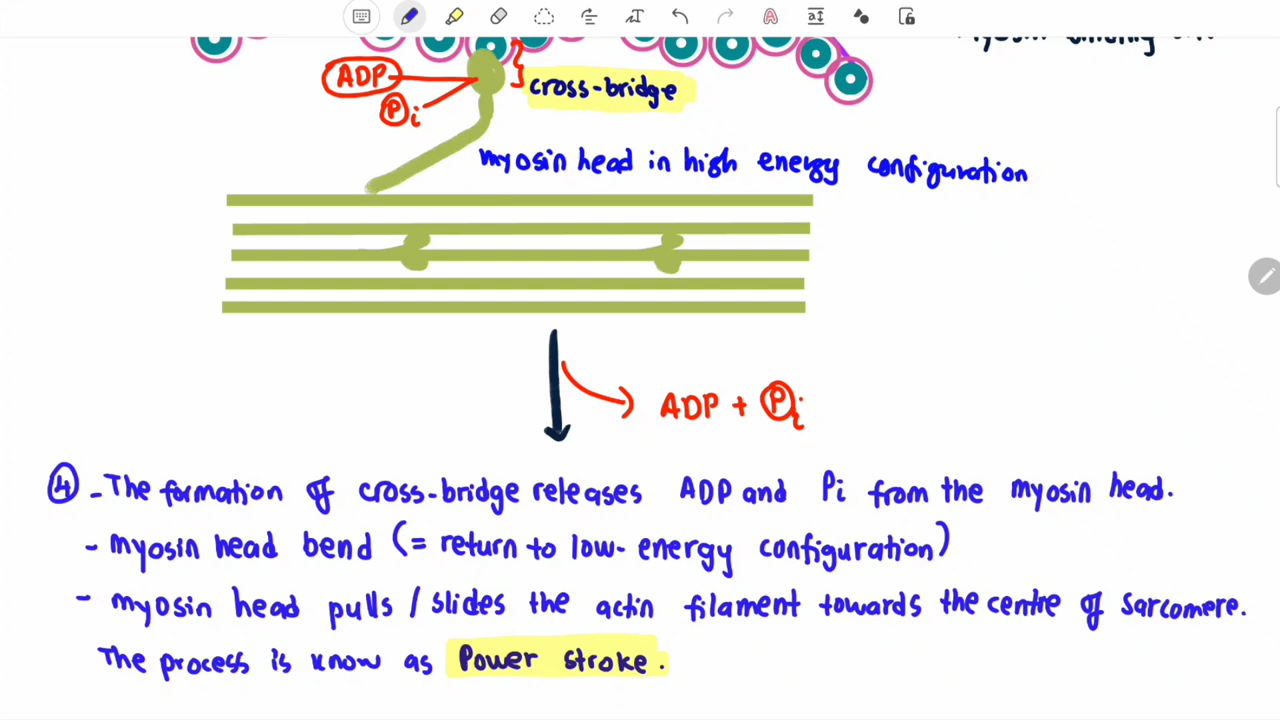 ADP
Pi
cross-bridge
myosin head in high energy configuration
ADP + Pi
④ - The formation of cross-bridge releases ADP and Pi from the myosin head.
- myosin head bend (= return to low-energy configuration)
- myosin head pulls / slides the actin filament towards the centre of sarcomere.
The process is know as Power stroke.